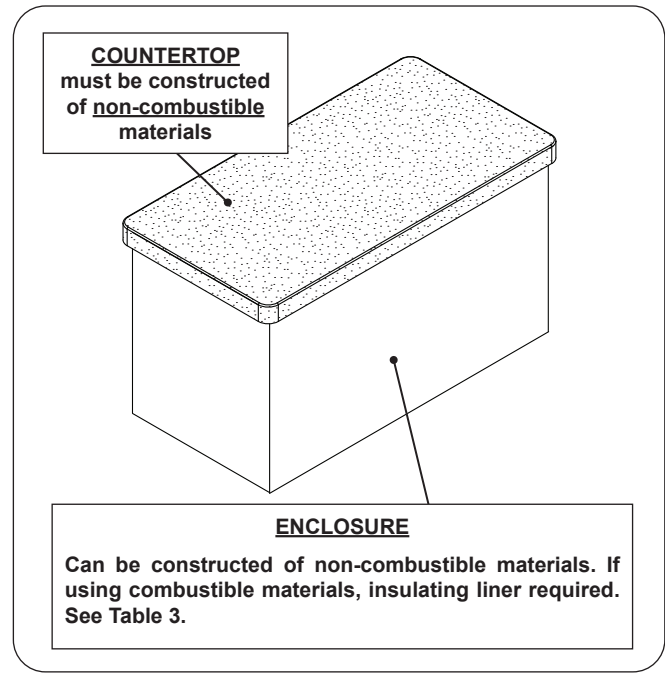 COUNTERTOP
must be constructed
of non-combustible
materials
ENCLOSURE
Can be constructed of non-combustible materials. If
using combustible materials, insulating liner required.
See Table 3.